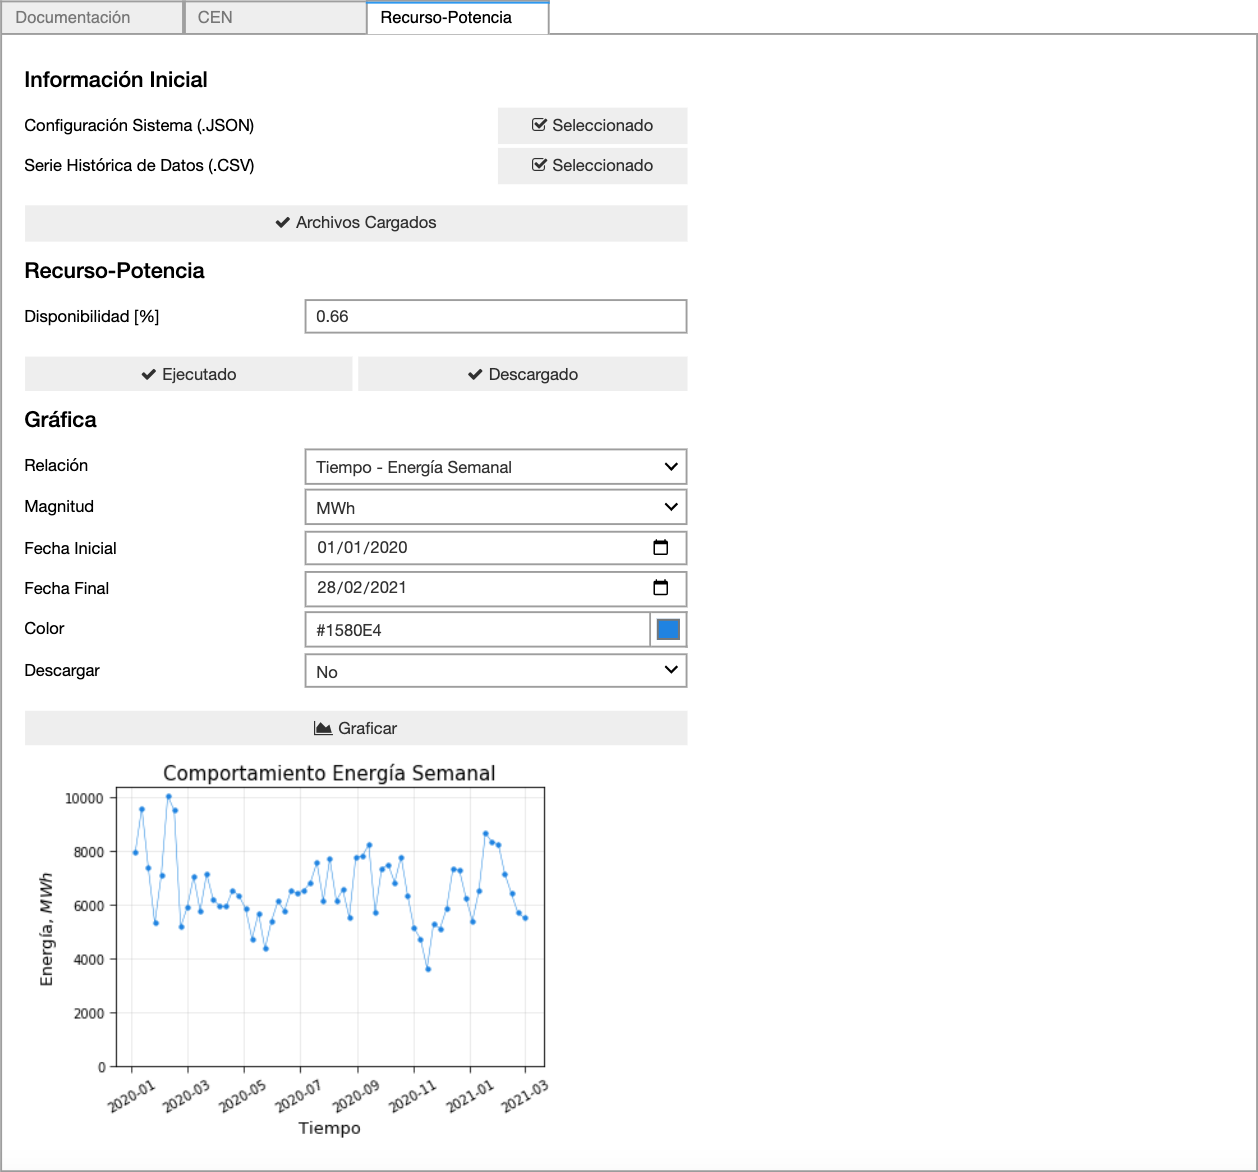 Documentación
CEN
Recurso-Potencia
Información Inicial
Configuración Sistema (.JSON)
Seleccionado
Serie Histórica de Datos (.CSV)
Seleccionado
Archivos Cargados
Recurso-Potencia
Disponibilidad [%]
0.66
Ejecutado
Descargado
Gráfica
Relación
Tiempo - Energía Semanal
Magnitud
MWh
Fecha Inicial
01/01/2020
Fecha Final
28/02/2021
Color
#1580E4
Descargar
No
Graficar
Comportamiento Energía Semanal
10000
8000
6000
4000
2000
0
Energía, MWh
2020-01
2020-03
2020-05
2020-07
2020-09
2020-11
2021-01
2021-03
Tiempo